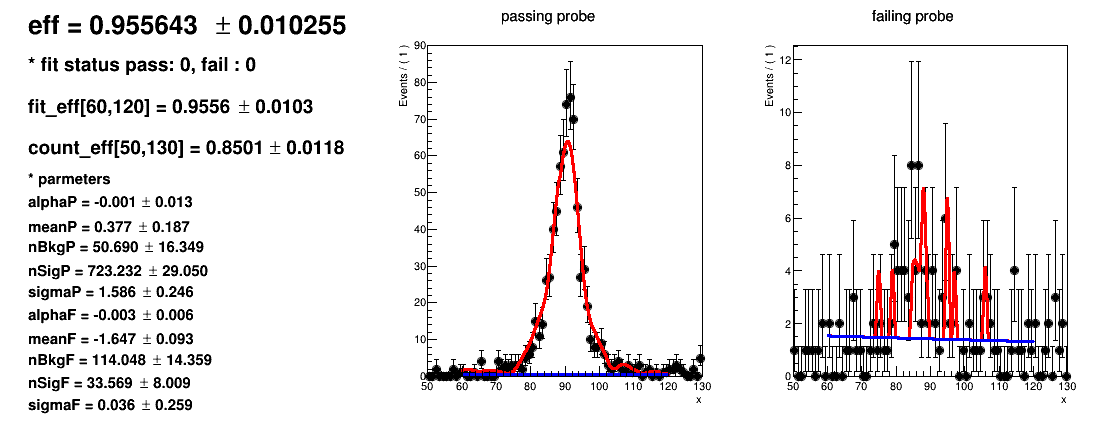 eff = 0.955643 ± 0.010255
* fit status pass: 0, fail : 0
fit_eff[60,120] = 0.9556 ± 0.0103
count_eff[50,130] = 0.8501 ± 0.0118
* parmeters
alphaP = -0.001 ± 0.013
meanP = 0.377 ± 0.187
nBkgP = 50.690 ± 16.349
nSigP = 723.232 ± 29.050
sigmaP = 1.586 ± 0.246
alphaF = -0.003 ± 0.006
meanF = -1.647 ± 0.093
nBkgF = 114.048 ± 14.359
nSigF = 33.569 ± 8.009
sigmaF = 0.036 ± 0.259
passing probe
Events / ( 1 )
90
80
70
60
50
40
30
20
10
0
50 60 70 80 90 100 110 120 130
x
failing probe
Events / ( 1 )
12
10
8
6
4
2
0
50 60 70 80 90 100 110 120 130
x